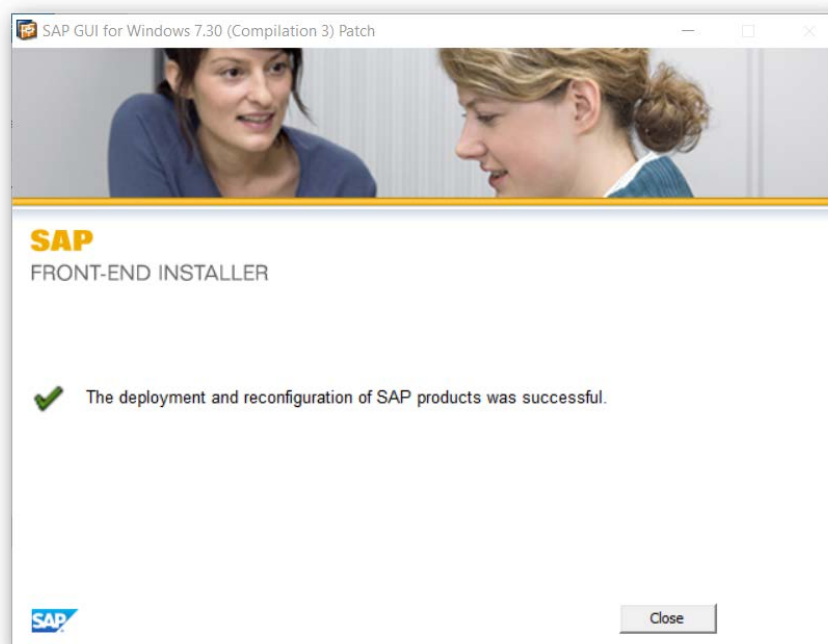 SAP GUI for Windows 7.30 (Compilation 3) Patch
SAP
FRONT-END INSTALLER
The deployment and reconfiguration of SAP products was successful.
SAP
Close